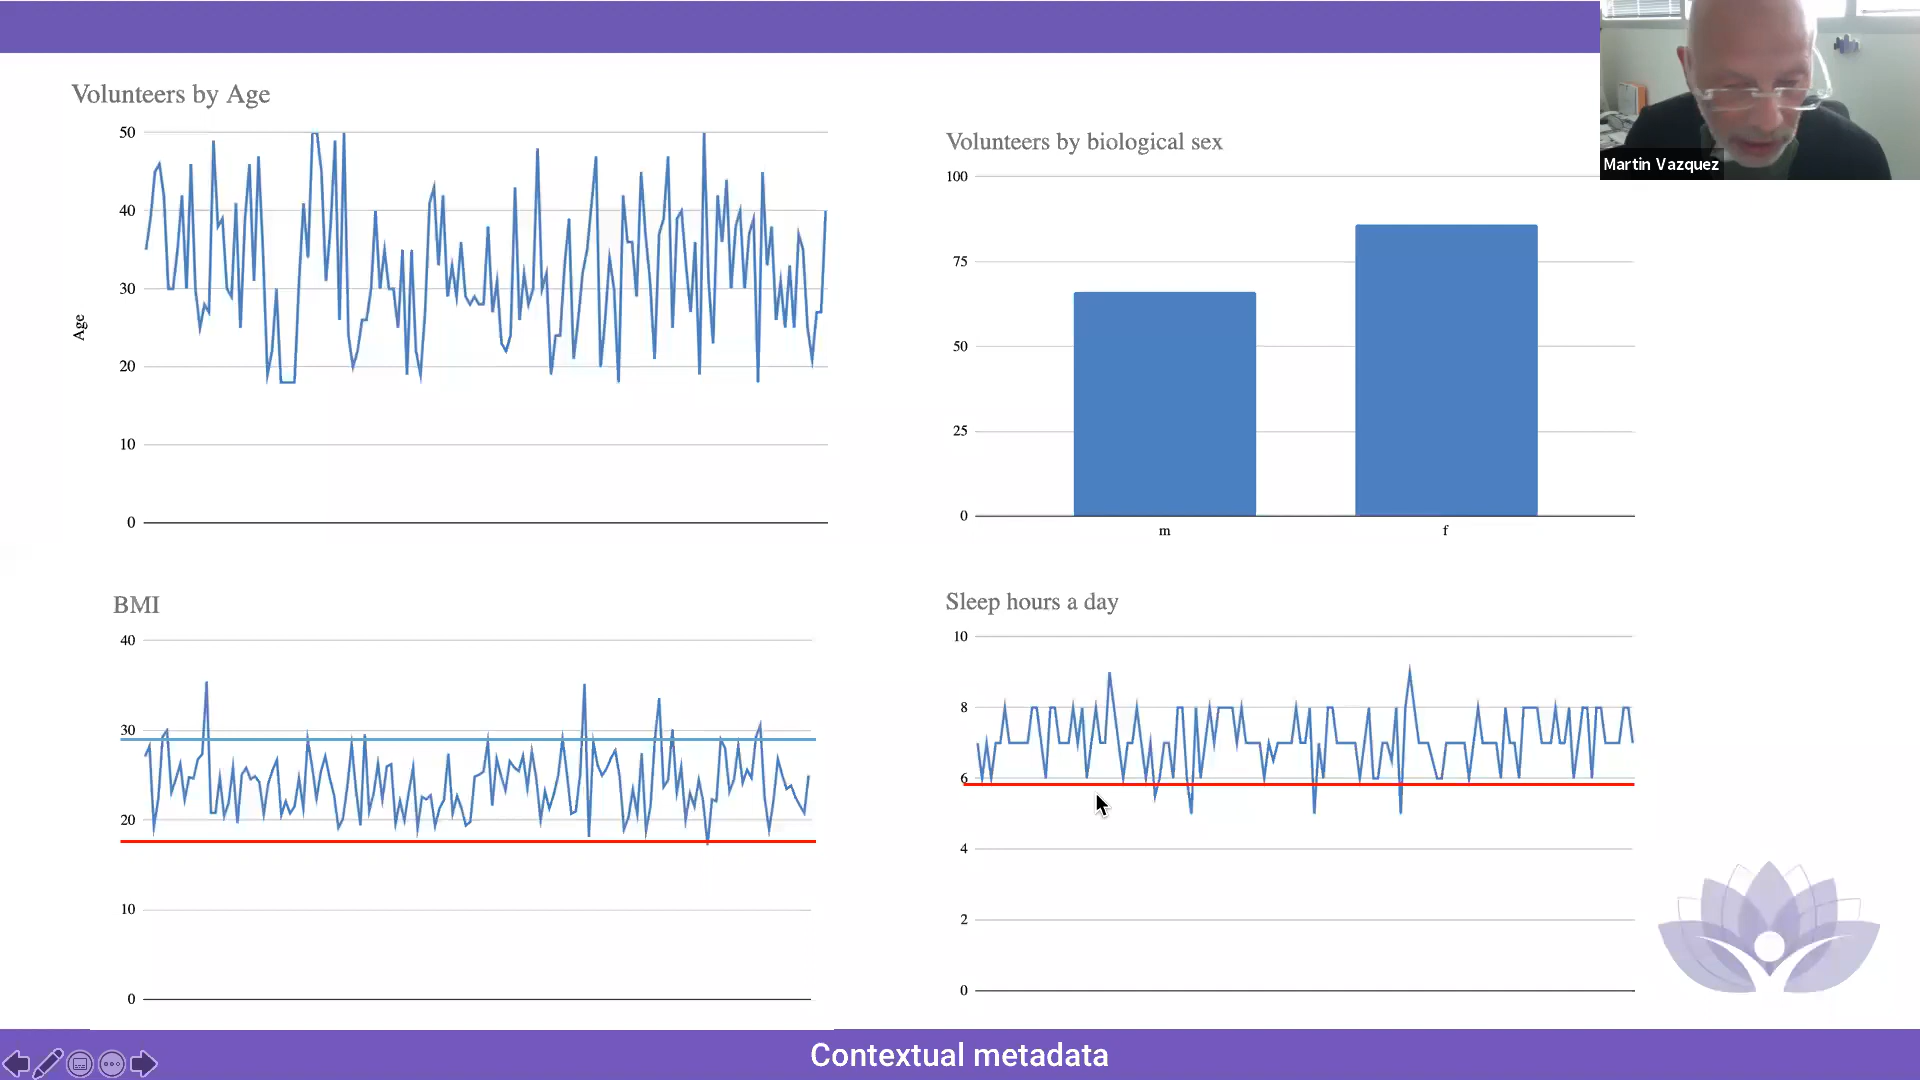 Volunteers by Age
50
40
30
20
10
0
Age
Volunteers by biological sex
100
75
50
25
0
m
f
Martin Vazquez
BMI
40
30
20
10
0
Sleep hours a day
10
8
6
4
2
0
Contextual metadata